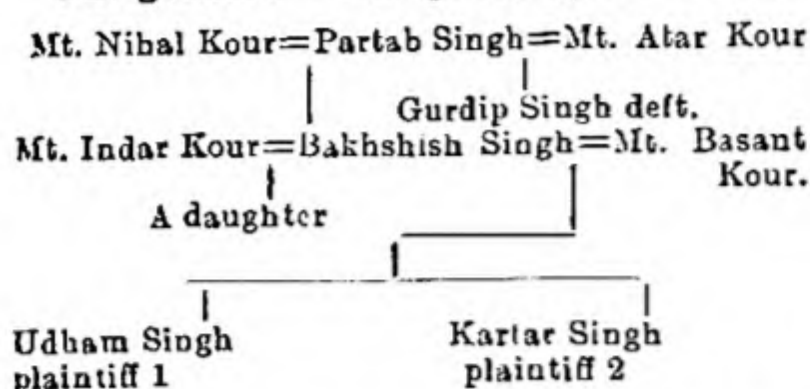 Mt. Nihal Kour=Partab Singh=Mt. Atar Kour
Gurdip Singh deft.
Mt. Indar Kour=Bakhshish Singh=Mt. Basant
Kour.
A daughter
Udham Singh Kartar Singh
plaintiff 1 plaintiff 2